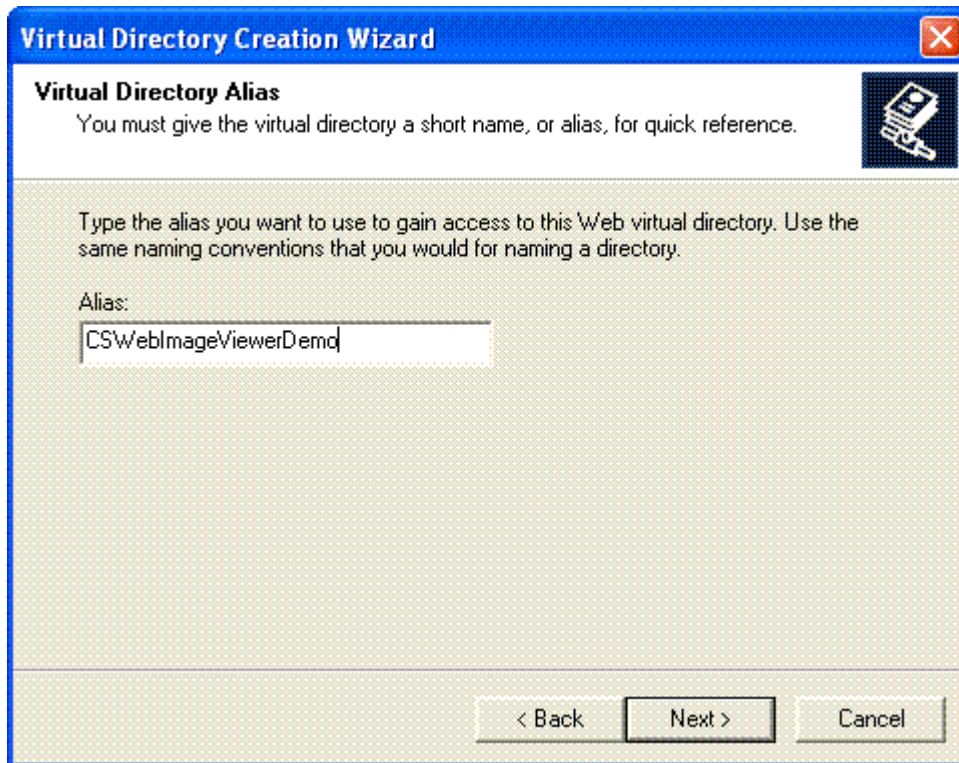 Virtual Directory Creation Wizard
Virtual Directory Alias
You must give the virtual directory a short name, or alias, for quick reference.
Type the alias you want to use to gain access to this Web virtual directory. Use the
same naming conventions that you would for naming a directory.
Alias:
CSWebImageViewerDemo
< Back Next > Cancel